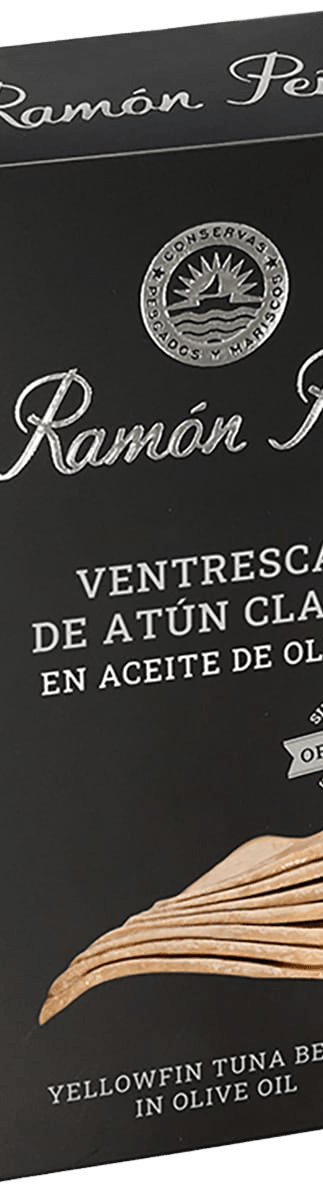 Ramón Pei
CONSERVAS
PESCADOS Y MARISCOS
Ramón
VENTRESCA
DE ATÚN CLA
EN ACEITE DE OL
YELLOWFIN TUNA BE
IN OLIVE OIL